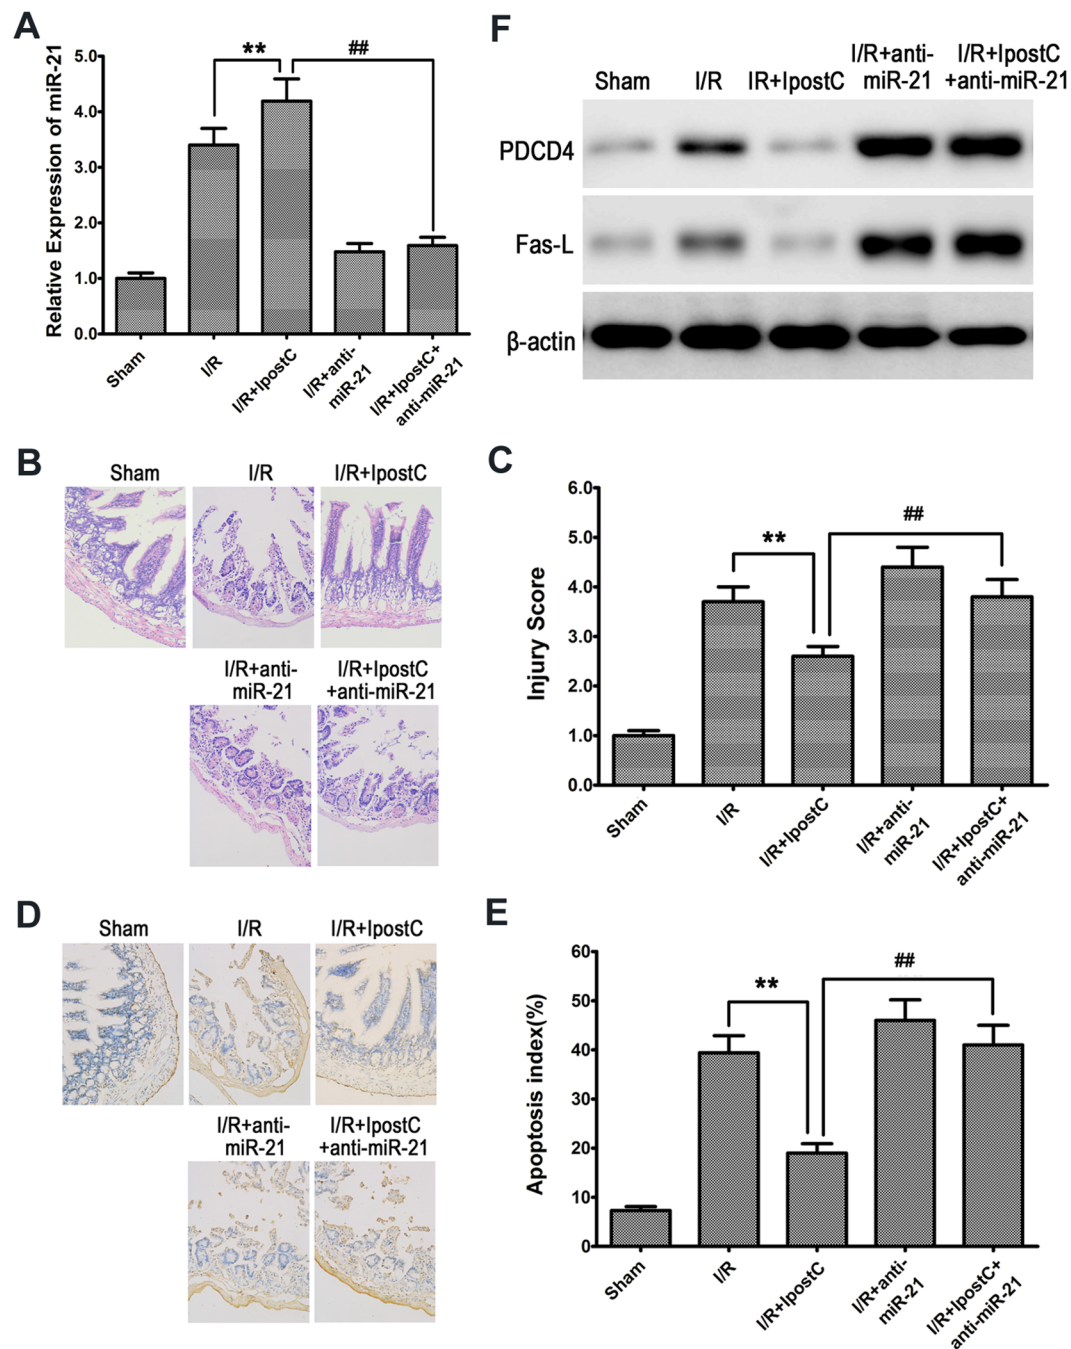 A
Relative Expression of miR-21
5.0
4.0
3.0
2.0
1.0
0.0
**
##
Sham
I/R
I/R+IpostC
I/R+anti-
miR-21
I/R+IpostC+
anti-miR-21
F
Sham
I/R
IR+IpostC
I/R+anti-
miR-21
I/R+IpostC
+anti-miR-21
PDCD4
Fas-L
β-actin
B
Sham
I/R
I/R+IpostC
I/R+anti-
miR-21
I/R+IpostC
+anti-miR-21
C
Injury Score
6.0
5.0
4.0
3.0
2.0
1.0
0.0
**
##
Sham
I/R
I/R+IpostC
I/R+anti-
miR-21
I/R+IpostC+
anti-miR-21
D
Sham
I/R
I/R+IpostC
I/R+anti-
miR-21
I/R+IpostC
+anti-miR-21
E
Apoptosis index(%)
60
50
40
30
20
10
0
**
##
Sham
I/R
I/R+IpostC
I/R+anti-
miR-21
I/R+IpostC+
anti-miR-21